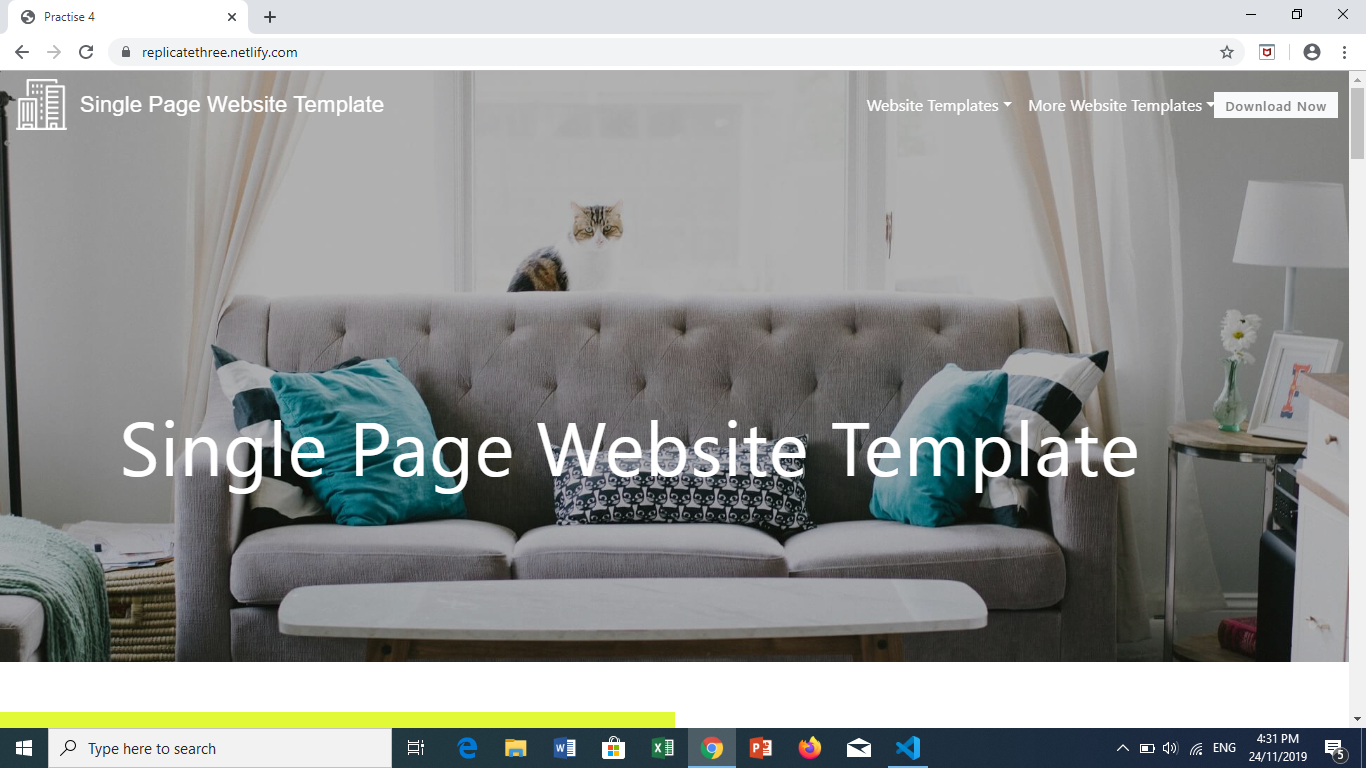 Practise 4
replicatethree.netlify.com
Single Page Website Template
Website Templates
More Website Templates
Download Now
Single Page Website Template
Type here to search
ENG
4:31 PM
24/11/2019
5